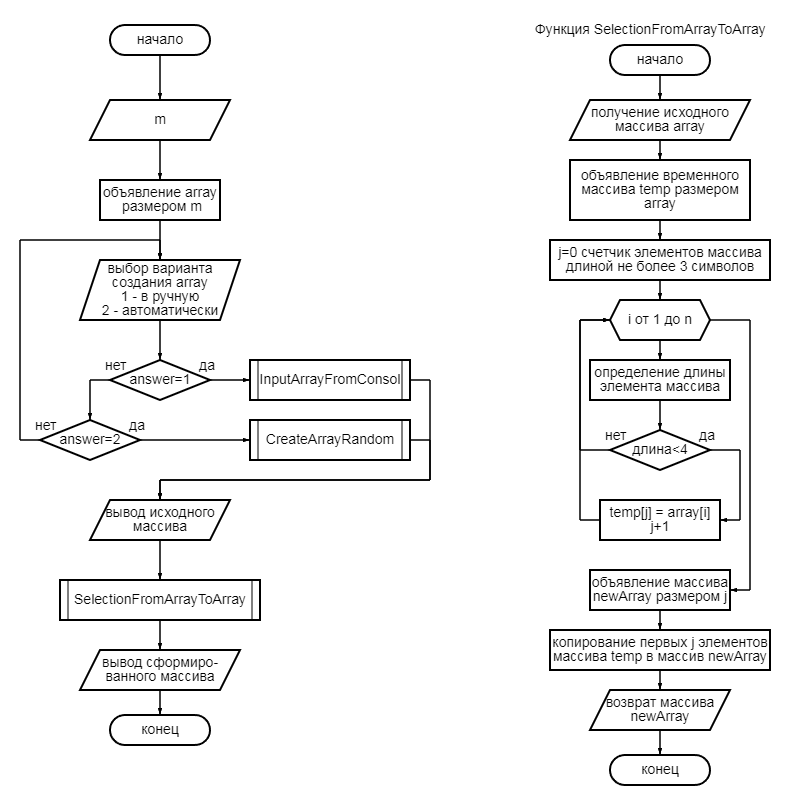 начало
m
объявление array
размером m
выбор варианта
создания array
1 - в ручную
2 - автоматически
нет
да
answer=1
InputArrayFromConsol
нет
да
answer=2
CreateArrayRandom
вывод исходного
массива
SelectionFromArrayToArray
вывод сформиро-
ванного массива
конец
Функция SelectionFromArrayToArray
начало
получение исходного
массива array
объявление временного
массива temp размером
array
j=0 счетчик элементов массива
длиной не более 3 символов
i от 1 до n
определение длины
элемента массива
нет
да
длина<4
temp[j] = array[i]
j+1
объявление массива
newArray размером j
копирование первых j элементов
массива temp в массив newArray
возврат массива
newArray
конец